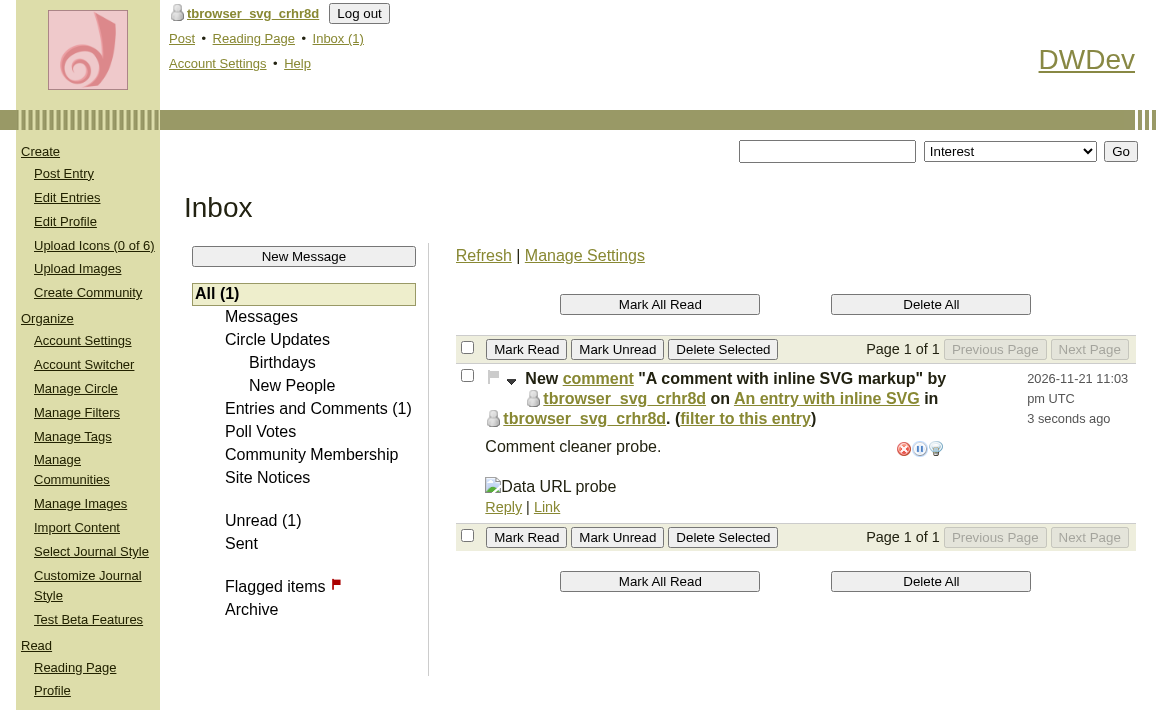 tbrowser_svg_crhr8d Log out
Post • Reading Page • Inbox (1)
Account Settings • Help
DWDev
Interest Go
Create
Post Entry
Edit Entries
Edit Profile
Upload Icons (0 of 6)
Upload Images
Create Community
Organize
Account Settings
Account Switcher
Manage Circle
Manage Filters
Manage Tags
Manage
Communities
Manage Images
Import Content
Select Journal Style
Customize Journal
Style
Test Beta Features
Read
Reading Page
Profile
Inbox
New Message
All (1)
Messages
Circle Updates
Birthdays
New People
Entries and Comments (1)
Poll Votes
Community Membership
Site Notices
Unread (1)
Sent
Flagged items
Archive
Refresh | Manage Settings
Mark All Read Delete All
Mark Read Mark Unread Delete Selected Page 1 of 1 Previous Page Next Page
New comment "A comment with inline SVG markup" by
tbrowser_svg_crhr8d on An entry with inline SVG in
tbrowser_svg_crhr8d. (filter to this entry)
2026-11-21 11:03
pm UTC
3 seconds ago
Comment cleaner probe.
Data URL probe
Reply | Link
Mark Read Mark Unread Delete Selected Page 1 of 1 Previous Page Next Page
Mark All Read Delete All